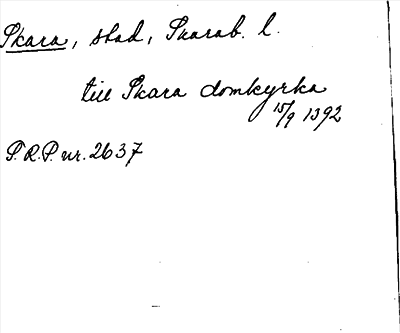 Skara, stad, Skarab. l.
till Skara domkyrka
15/9 1392
S.R.P. nr. 2637